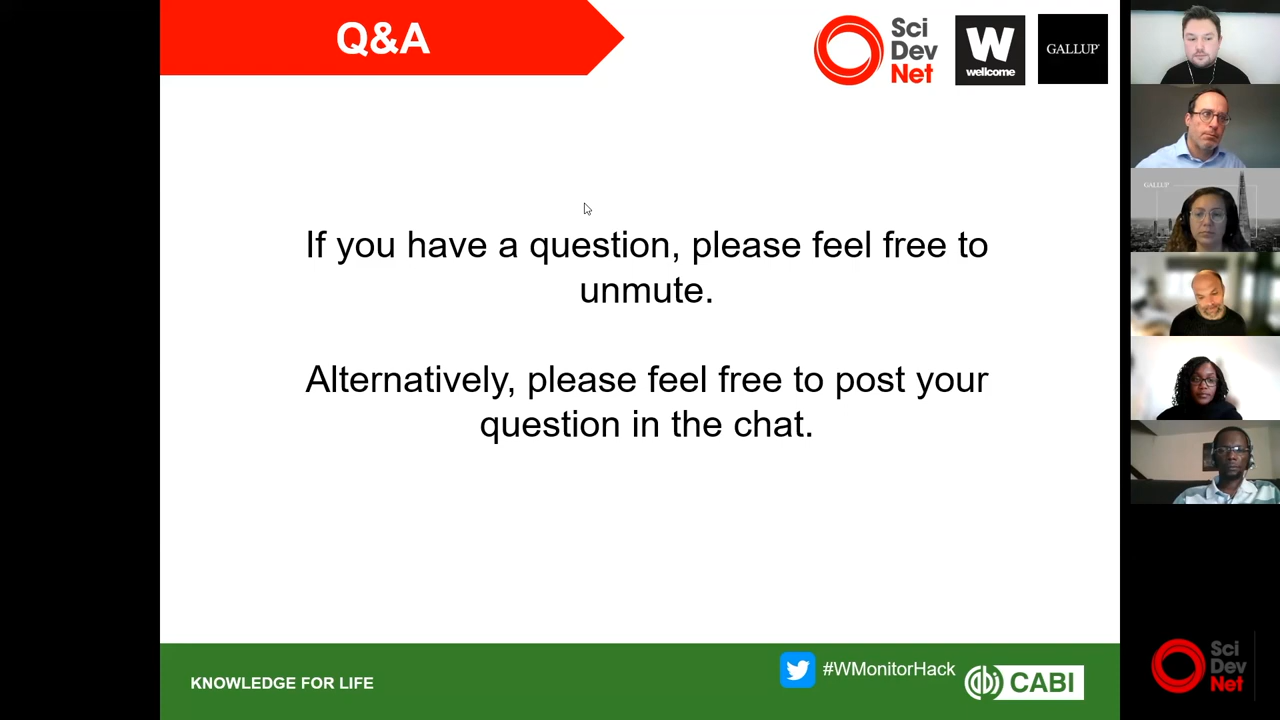 Q&A
Sci
Dev
Net
W
wellcome
GALLUP
GALLUP
If you have a question, please feel free to
unmute.
Alternatively, please feel free to post your
question in the chat.
KNOWLEDGE FOR LIFE
#WMonitorHack
CABI
Sci
Dev
Net